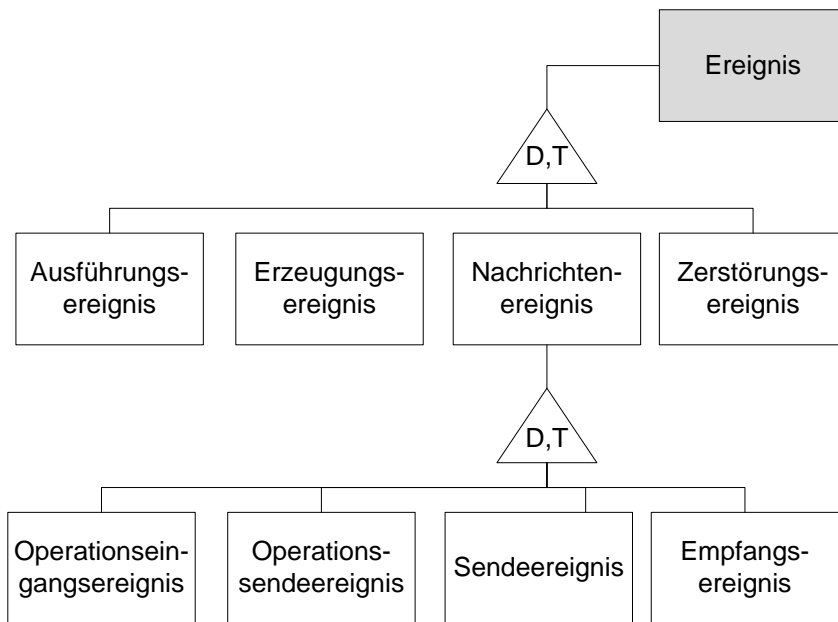 Ereignis
D,T
Ausführungs-
ereignis
Erzeugungs-
ereignis
Nachrichten-
ereignis
Zerstörungs-
ereignis
D,T
Operationsein-
gangsereignis
Operations-
sendeereignis
Sendeereignis
Empfangs-
ereignis